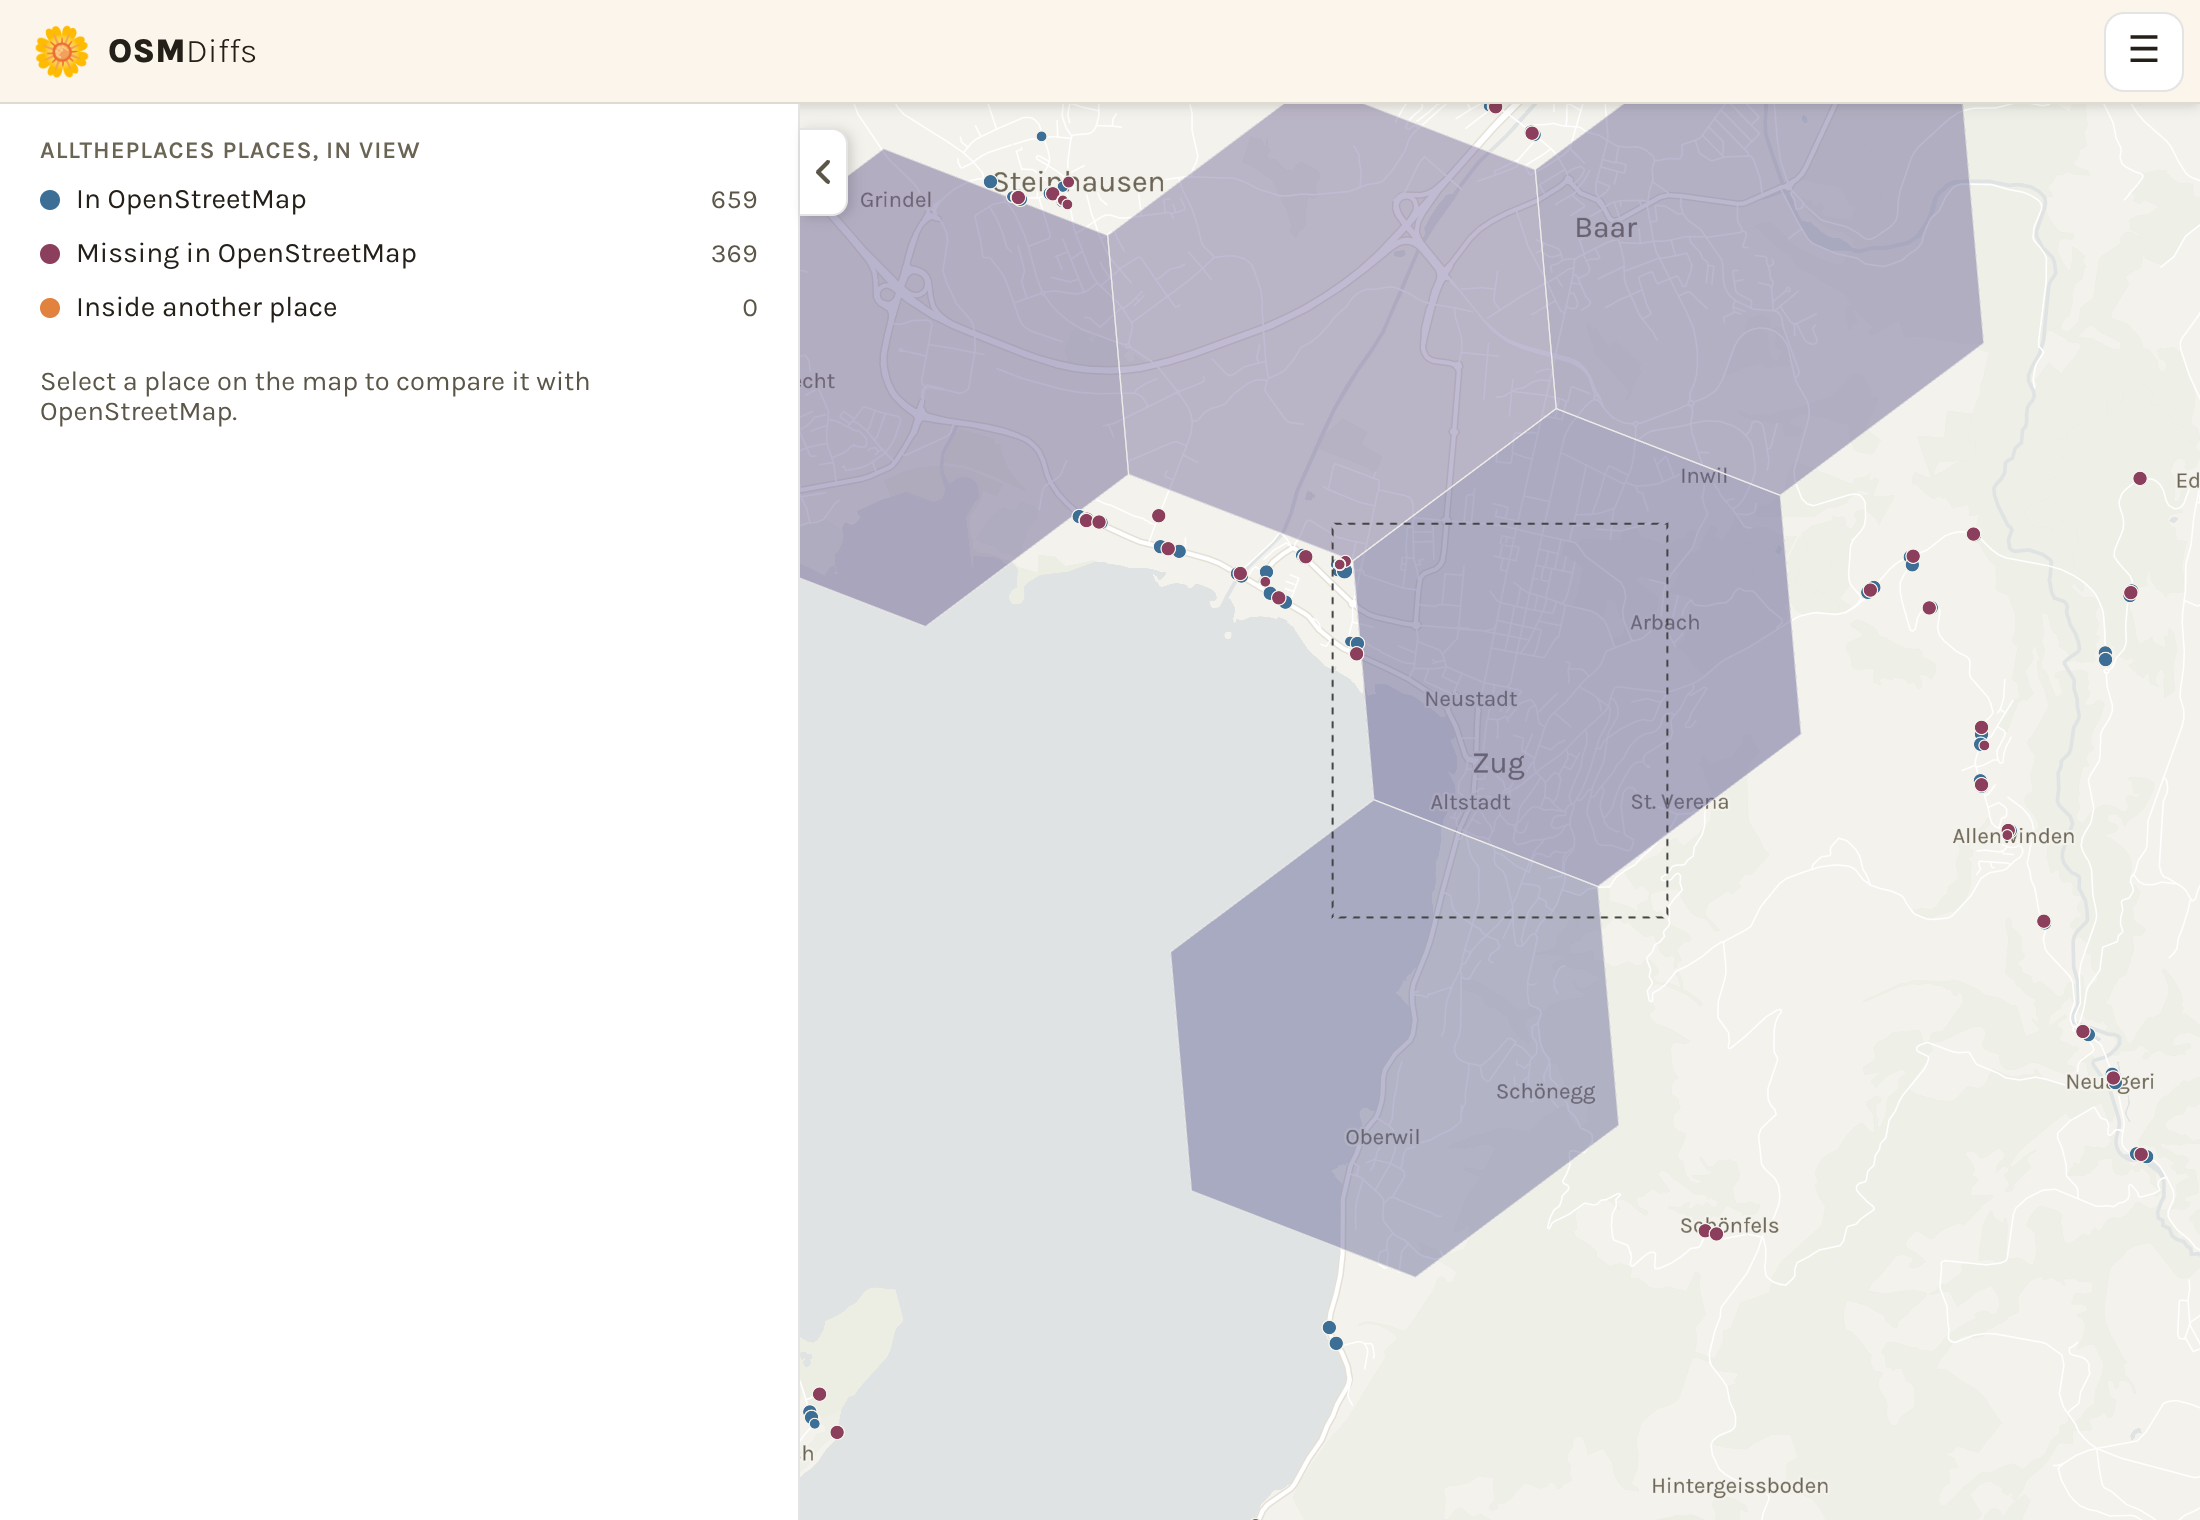 OSMDiffs
ALLTHEPLACES PLACES, IN VIEW
In OpenStreetMap 659
Missing in OpenStreetMap 369
Inside another place 0
Select a place on the map to compare it with
OpenStreetMap.
Steinhausen
Grindel
Baar
echt
Inwil
Ed
Arbach
Neustadt
Zug
Altstadt
St. Verena
Allenwinden
Neuägeri
Schönegg
Oberwil
Schönfels
h
Hintergeissboden